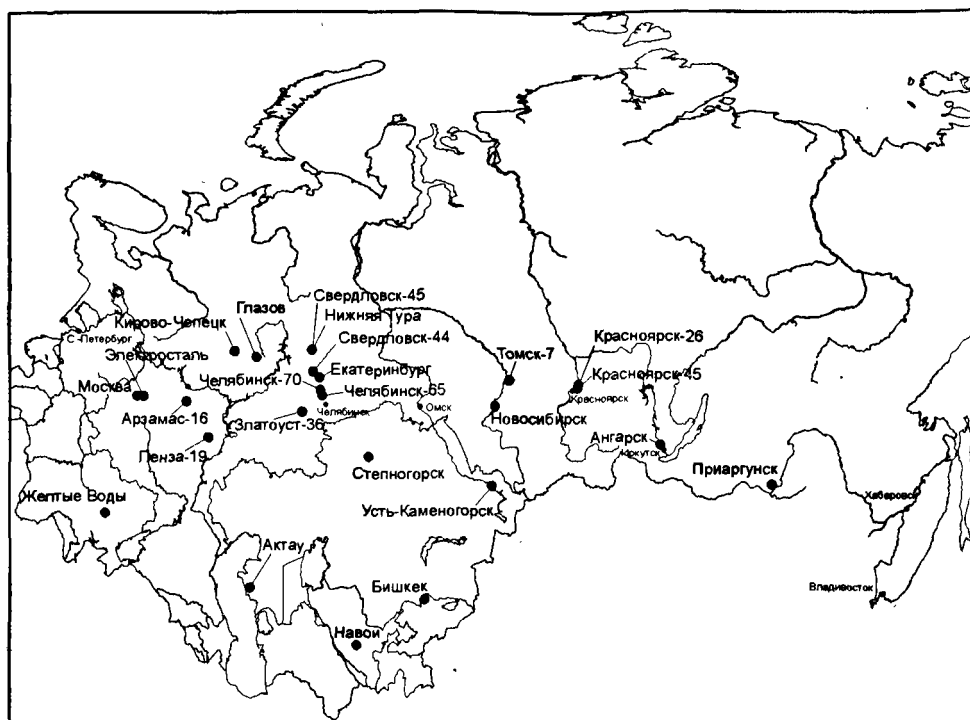 Свердловск-45
Нижняя Тура
Глазов
Кирово-Чепецк
Свердловск-44
С.-Петербург
Электросталь
Екатеринбург
Томск-7
Красноярск-26
Челябинск-70
Красноярск-45
Москва
Челябинск-65
Красноярск
Челябинск
Омск
Арзамас-16
Златоуст-36
Новосибирск
Ангарск
Иркутск
Пенза-19
Степногорск
Приаргунск
Желтые Воды
Усть-Каменогорск
Хабаровск
Актау
Бишкек
Владивосток
Навои